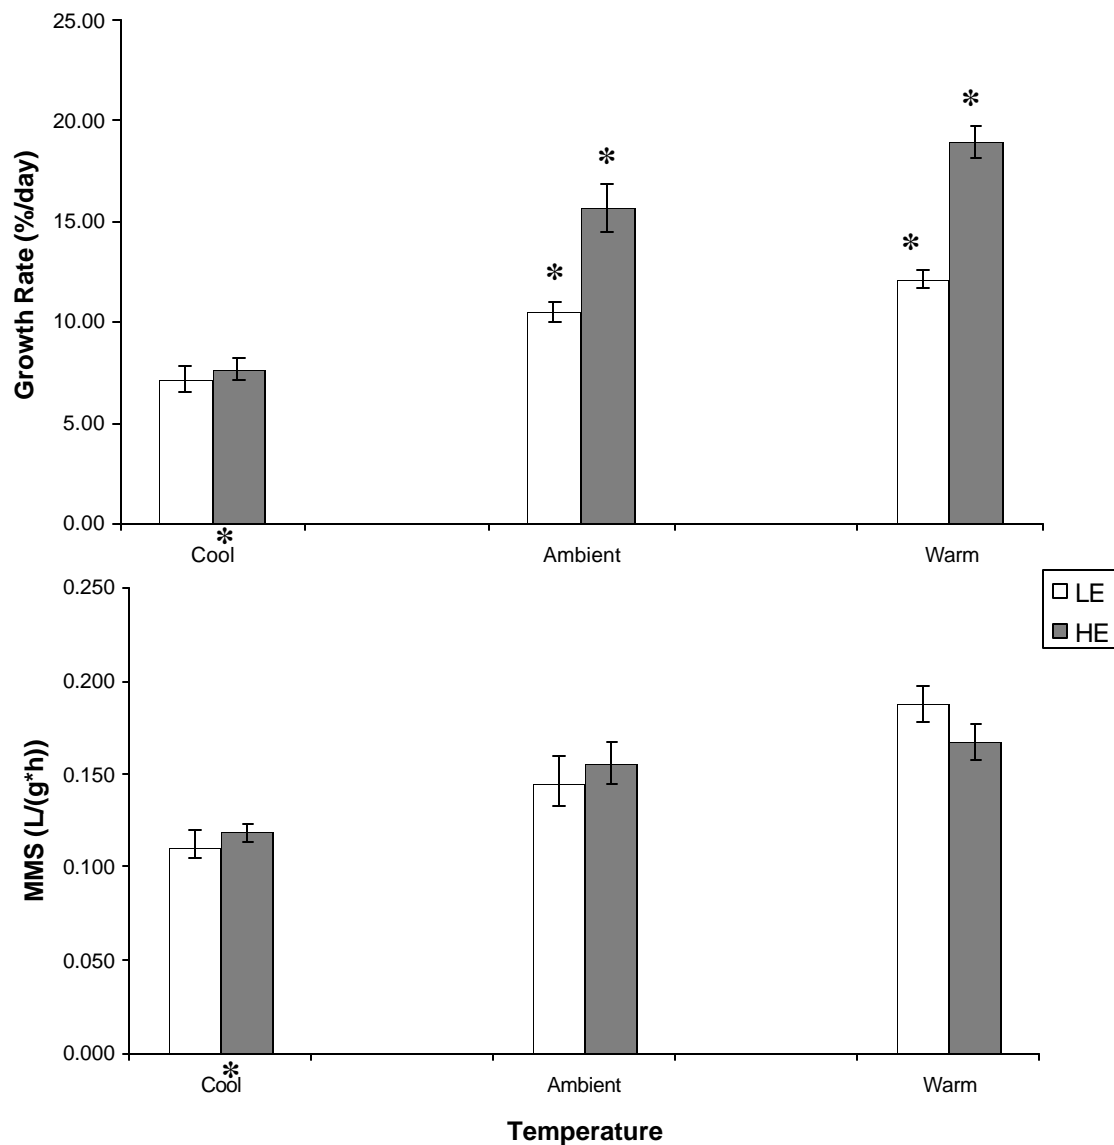 25.00
20.00
15.00
10.00
5.00
0.00
Growth Rate (%/day)
*
*
*
*
*
Cool
Ambient
Warm
LE
HE
0.250
0.200
0.150
0.100
0.050
0.000
MMS (L/(g*h))
*
Cool
Ambient
Warm
Temperature